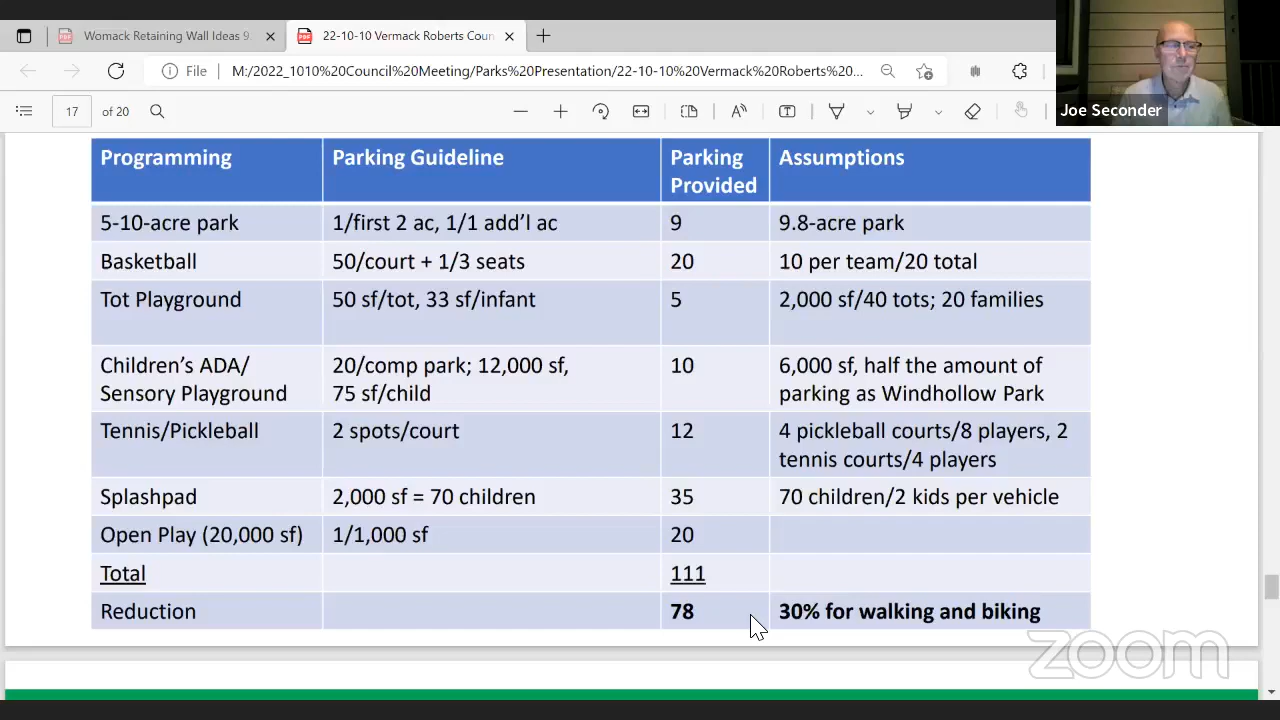 Womack Retaining Wall Ideas 9
22-10-10 Vermack Roberts Coun
File
M:/2022_1010%20Council%20Meeting/Parks%20Presentation/22-10-10%20Vermack%20Roberts%20...
17 of 20
Joe Seconder
Programming Parking Guideline Parking Assumptions
Provided
5-10-acre park 1/first 2 ac, 1/1 add’l ac 9 9.8-acre park
Basketball 50/court + 1/3 seats 20 10 per team/20 total
Tot Playground 50 sf/tot, 33 sf/infant 5 2,000 sf/40 tots; 20 families
Children’s ADA/ 20/comp park; 12,000 sf, 10 6,000 sf, half the amount of
Sensory Playground 75 sf/child parking as Windhollow Park
Tennis/Pickleball 2 spots/court 12 4 pickleball courts/8 players, 2
tennis courts/4 players
Splashpad 2,000 sf = 70 children 35 70 children/2 kids per vehicle
Open Play (20,000 sf) 1/1,000 sf 20
Total 111
Reduction 78 30% for walking and biking
zoom